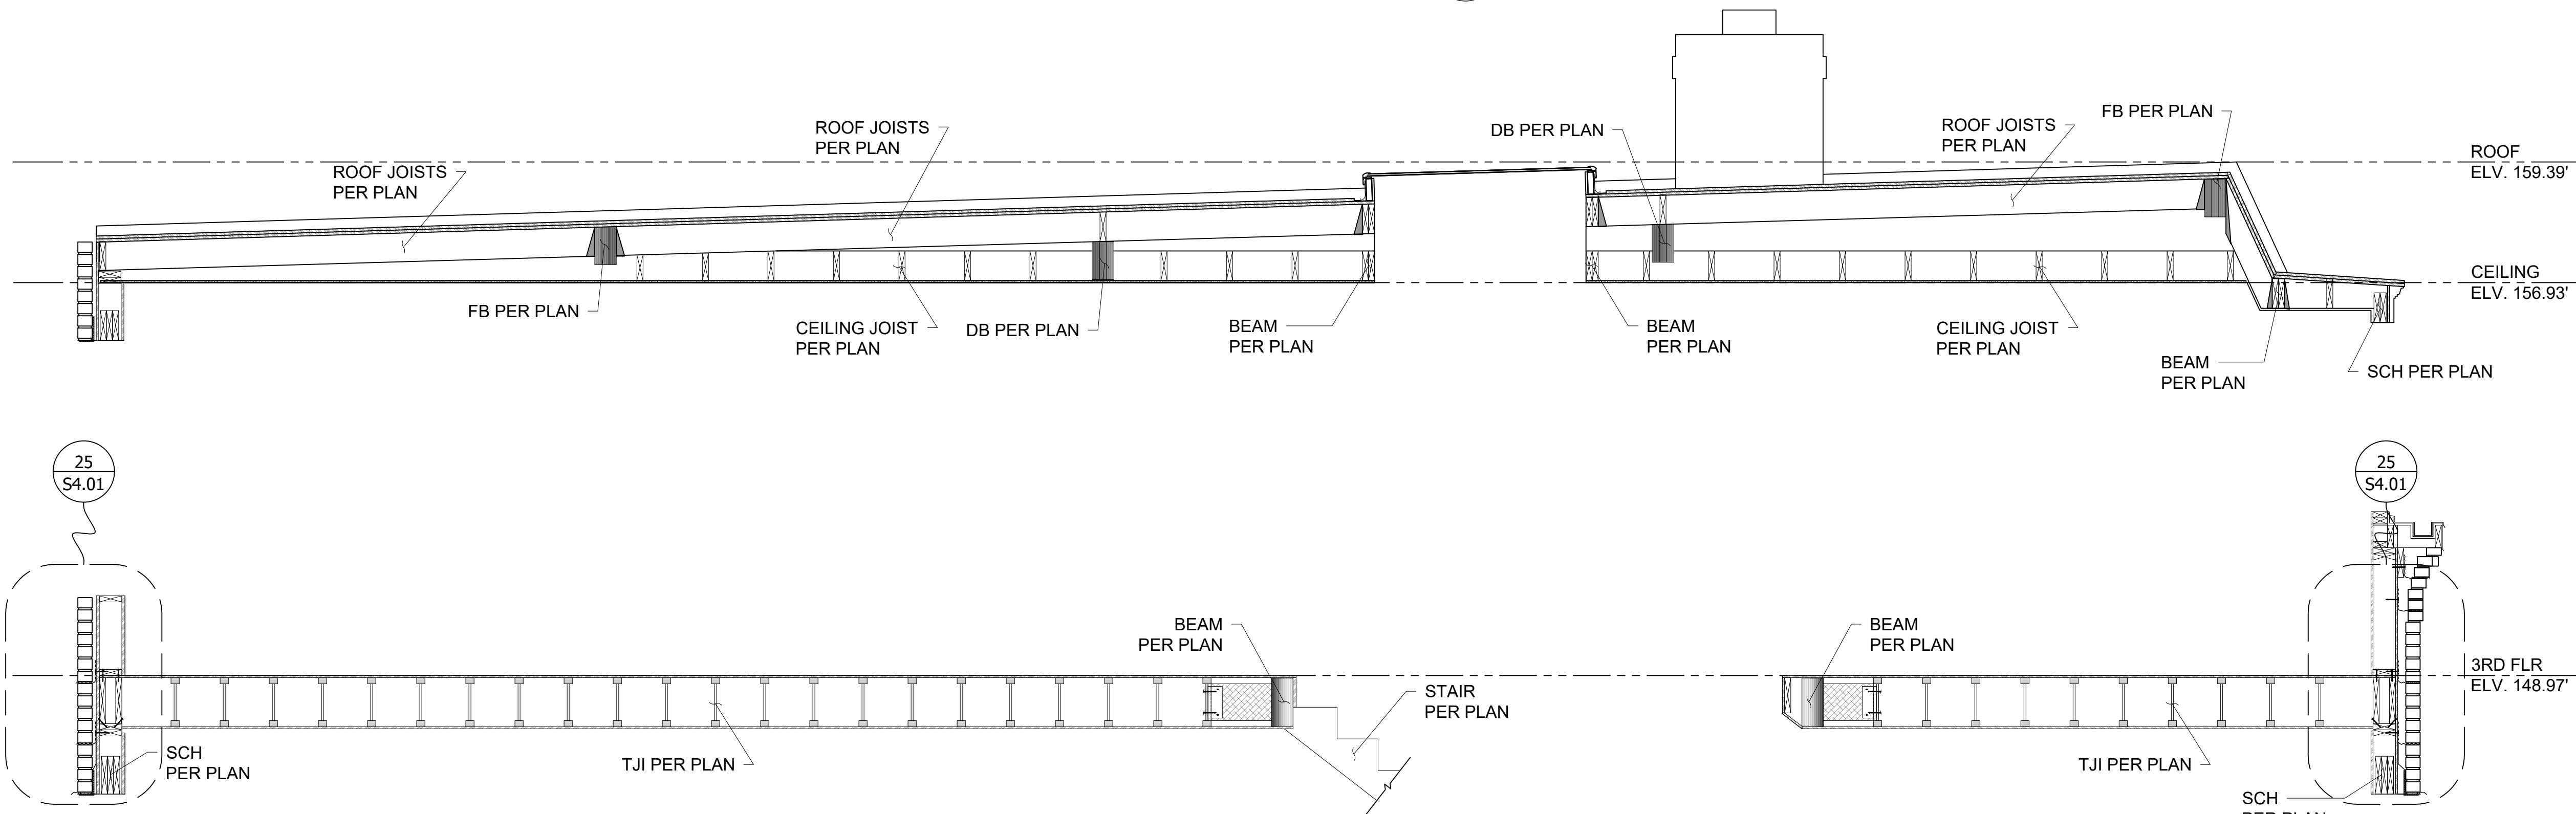 ROOF JOISTS
PER PLAN
ROOF JOISTS
PER PLAN
DB PER PLAN
ROOF JOISTS
PER PLAN
FB PER PLAN
ROOF
ELV. 159.39'
CEILING
ELV. 156.93'
FB PER PLAN
CEILING JOIST
PER PLAN
DB PER PLAN
BEAM
PER PLAN
BEAM
PER PLAN
CEILING JOIST
PER PLAN
BEAM
PER PLAN
SCH PER PLAN
25
S4.01
25
S4.01
BEAM
PER PLAN
BEAM
PER PLAN
3RD FLR
ELV. 148.97'
STAIR
PER PLAN
SCH
PER PLAN
TJI PER PLAN
TJI PER PLAN
SCH
PER PLAN